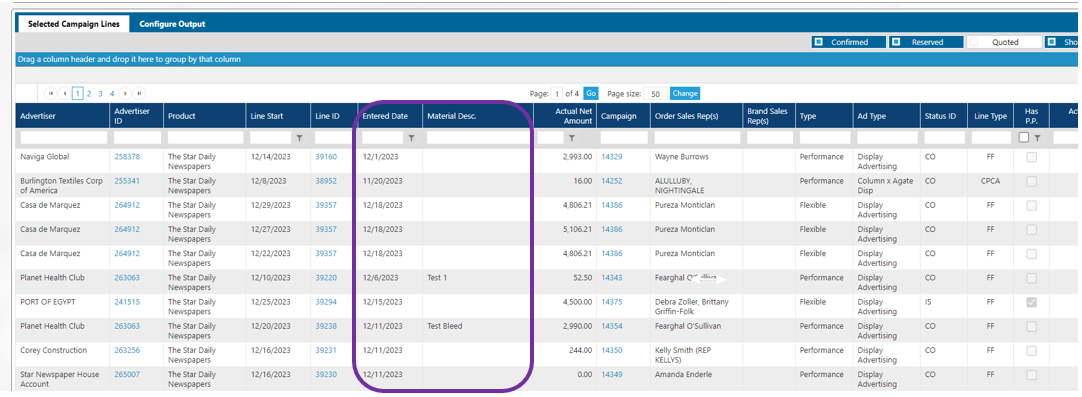 Selected Campaign Lines Configure Output
Confirmed Reserved Quoted Sho
Drag a column header and drop it here to group by that column
1 2 3 4 Page: 1 of 4 Go Page size: 50 Change
Advertiser Advertiser ID Product Line Start Line ID Entered Date Material Desc. Actual Net Amount Campaign Order Sales Rep(s) Brand Sales Rep(s) Type Ad Type Status ID Line Type Has P.P. Ac
Naviga Global 258378 The Star Daily Newspapers 12/14/2023 39160 12/1/2023 2,993.00 14329 Wayne Burrows Performance Display Advertising CO FF
Burlington Textiles Corp of America 255341 The Star Daily Newspapers 12/8/2023 38952 11/20/2023 16.00 14252 ALULLUBY, NIGHTINGALE Performance Column x Agate Disp CO CPCA
Casa de Marquez 264912 The Star Daily Newspapers 12/29/2023 39357 12/18/2023 4,806.21 14386 Pureza Monticlan Flexible Display Advertising CO FF
Casa de Marquez 264912 The Star Daily Newspapers 12/27/2023 39357 12/18/2023 5,106.21 14386 Pureza Monticlan Flexible Display Advertising CO FF
Casa de Marquez 264912 The Star Daily Newspapers 12/22/2023 39357 12/18/2023 4,806.21 14386 Pureza Monticlan Flexible Display Advertising CO FF
Planet Health Club 263063 The Star Daily Newspapers 12/10/2023 39220 12/6/2023 Test 1 52.50 14343 Fearghal Performance Display Advertising CO FF
PORT OF EGYPT 241515 The Star Daily Newspapers 12/25/2023 39294 12/15/2023 4,500.00 14375 Debra Zoller, Brittany Griffin-Folk Flexible Display Advertising IS FF
Planet Health Club 263063 The Star Daily Newspapers 12/20/2023 39238 12/11/2023 Test Bleed 2,990.00 14354 Fearghal O'Sullivan Performance Display Advertising CO FF
Corey Construction 263256 The Star Daily Newspapers 12/16/2023 39231 12/11/2023 244.00 14350 Kelly Smith (REP KELLYS) Performance Display Advertising CO FF
Star Newspaper House Account 265007 The Star Daily Newspapers 12/16/2023 39230 12/11/2023 0.00 14349 Amanda Enderle Performance Display Advertising CO FF